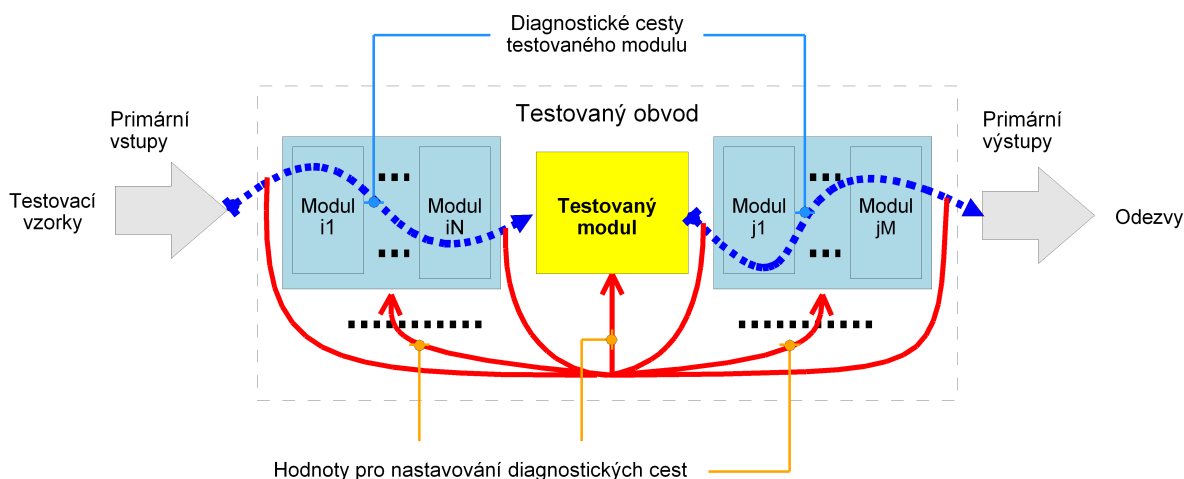 Diagnostické cesty
testovaného modulu
Testovaný obvod
Primární
vstupy
Primární
výstupy
Testovací
vzorky
Modul
i1
Modul
iN
Testovaný
modul
Modul
j1
Modul
jM
Odezvy
Hodnoty pro nastavování diagnostických cest